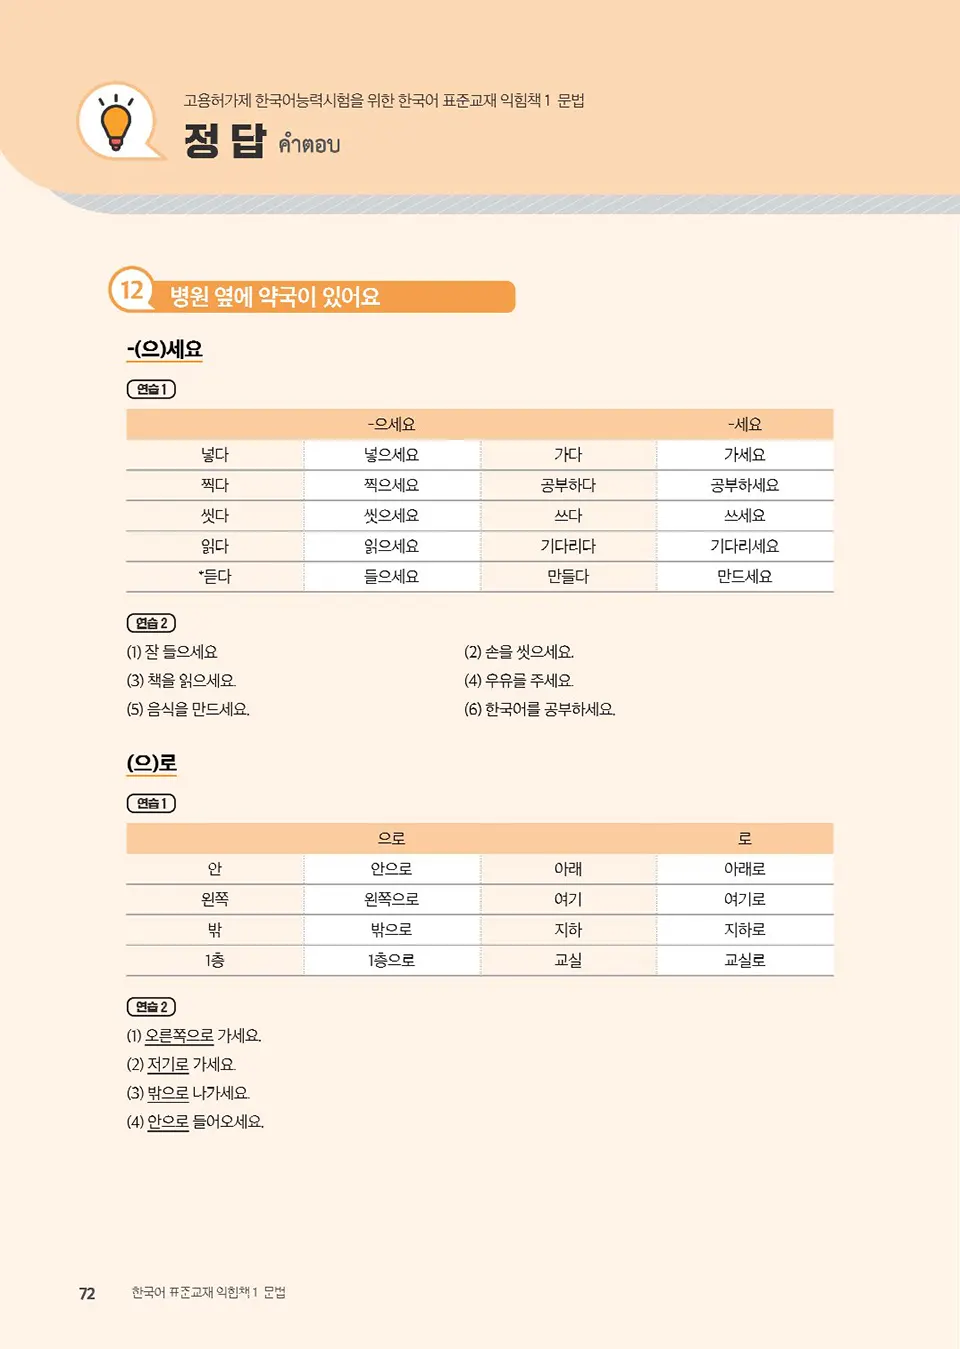 고용허가제 한국어능력시험을 위한 한국어 표준교재 익힘책 1 문법
정 답 คำตอบ
12 병원 옆에 약국이 있어요
-(으)세요
연습 1
-으세요 -세요
넣다 넣으세요 가다 가세요
찍다 찍으세요 공부하다 공부하세요
씻다 씻으세요 쓰다 쓰세요
읽다 읽으세요 기다리다 기다리세요
*듣다 들으세요 만들다 만드세요
연습 2
(1) 잘 들으세요 (2) 손을 씻으세요.
(3) 책을 읽으세요. (4) 우유를 주세요.
(5) 음식을 만드세요. (6) 한국어를 공부하세요.
(으)로
연습 1
으로 로
안 안으로 아래 아래로
왼쪽 왼쪽으로 여기 여기로
밖 밖으로 지하 지하로
1층 1층으로 교실 교실로
연습 2
(1) 오른쪽으로 가세요.
(2) 저기로 가세요.
(3) 밖으로 나가세요.
(4) 안으로 들어오세요.
72 한국어 표준교재 익힘책 1 문법